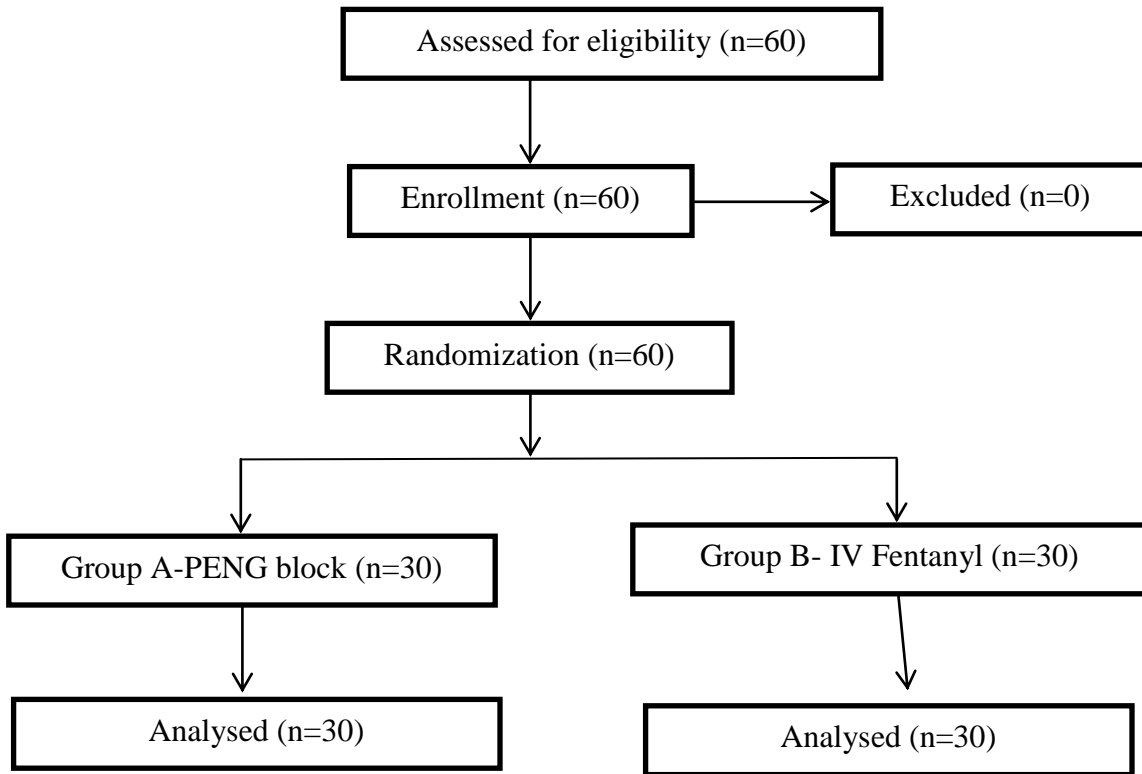 Assessed for eligibility (n=60)
Enrollment (n=60)
Excluded (n=0)
Randomization (n=60)
Group A-PENG block (n=30)
Group B- IV Fentanyl (n=30)
Analysed (n=30)
Analysed (n=30)